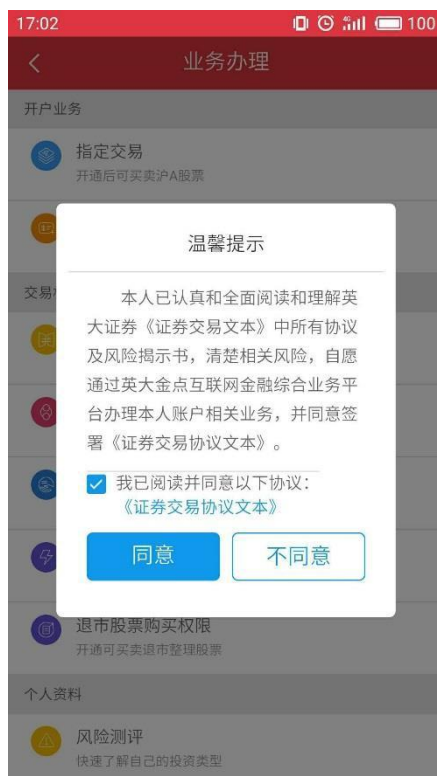 17:02
4G
100
业务办理
开户业务
指定交易
开通后可买卖沪A股票
温馨提示
交易
本人已认真和全面阅读和理解英
大证券《证券交易文本》中所有协议
及风险揭示书，清楚相关风险，自愿
通过英大金点互联网金融综合业务平
台办理本人账户相关业务，并同意签
署《证券交易协议文本》。
我已阅读并同意以下协议：
《证券交易协议文本》
同意
不同意
退市股票购买权限
开通可买卖退市整理股票
个人资料
风险测评
快速了解自己的投资类型